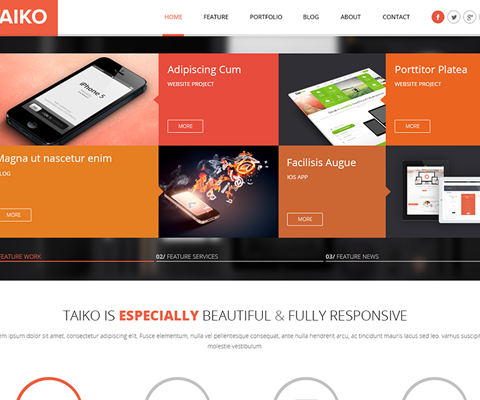 TAIKO
HOME FEATURE PORTFOLIO BLOG ABOUT CONTACT
iPhone 5
Adipiscing Cum
WEBSITE PROJECT
MORE
Porttitor Platea
WEBSITE PROJECT
MORE
Magna ut nascetur enim
BLOG
MORE
Facilisis Augue
IOS APP
MORE
FEATURE WORK
02/ FEATURE SERVICES
03/ FEATURE NEWS
TAIKO IS ESPECIALLY BEAUTIFUL & FULLY RESPONSIVE
em ipsum dolor sit amet, consectetur adipiscing elit. Fusce elementum, nulla vel pellentesque consequat, ante nulla hendrerit arcu, ac tincidunt mauris lacus sed leo. vamus suscipit
molestie vestibulum.